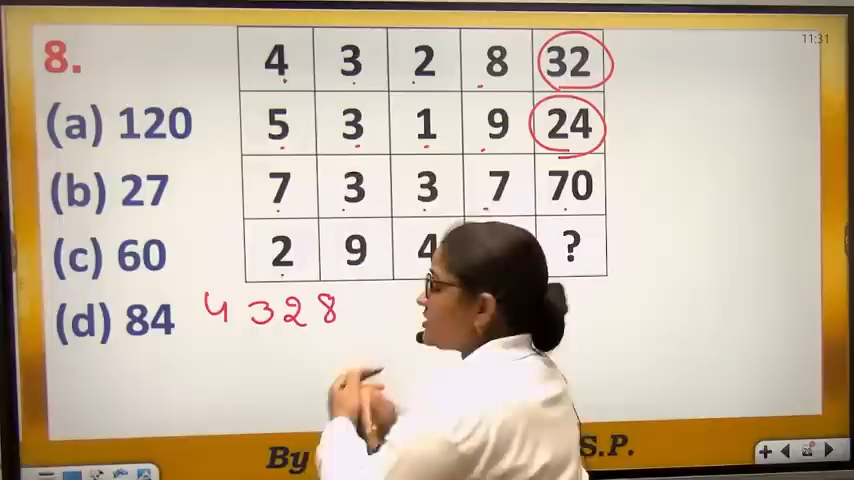 11:31
8.
4 3 2 8 32
(a) 120
5 3 1 9 24
(b) 27
7 3 3 7 70
(c) 60
2 9 4 ?
(d) 84
4 3 2 8
By S.P.